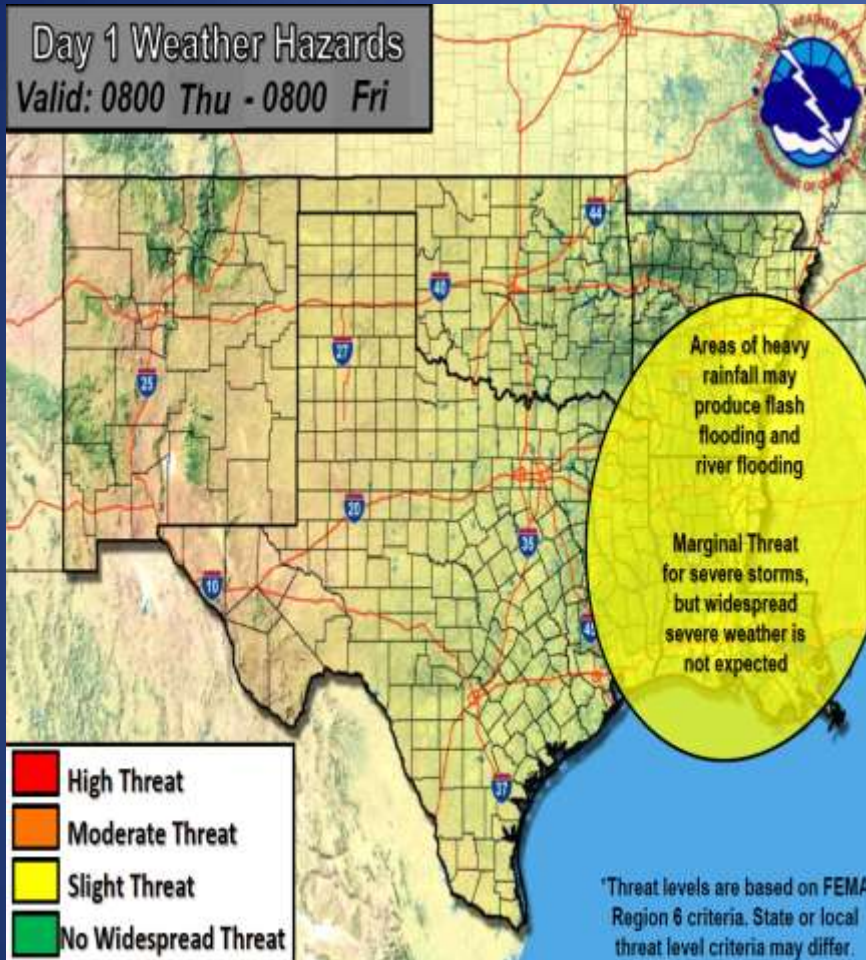 Day 1 Weather Hazards
Valid: 0800 Thu - 0800 Fri
44
40
27
25
Areas of heavy
rainfall may
produce flash
flooding and
river flooding
20
35
Marginal Threat
for severe storms,
but widespread
severe weather is
not expected
10
37
High Threat
Moderate Threat
Slight Threat
No Widespread Threat
*Threat levels are based on FEMA
Region 6 criteria. State or local
threat level criteria may differ.